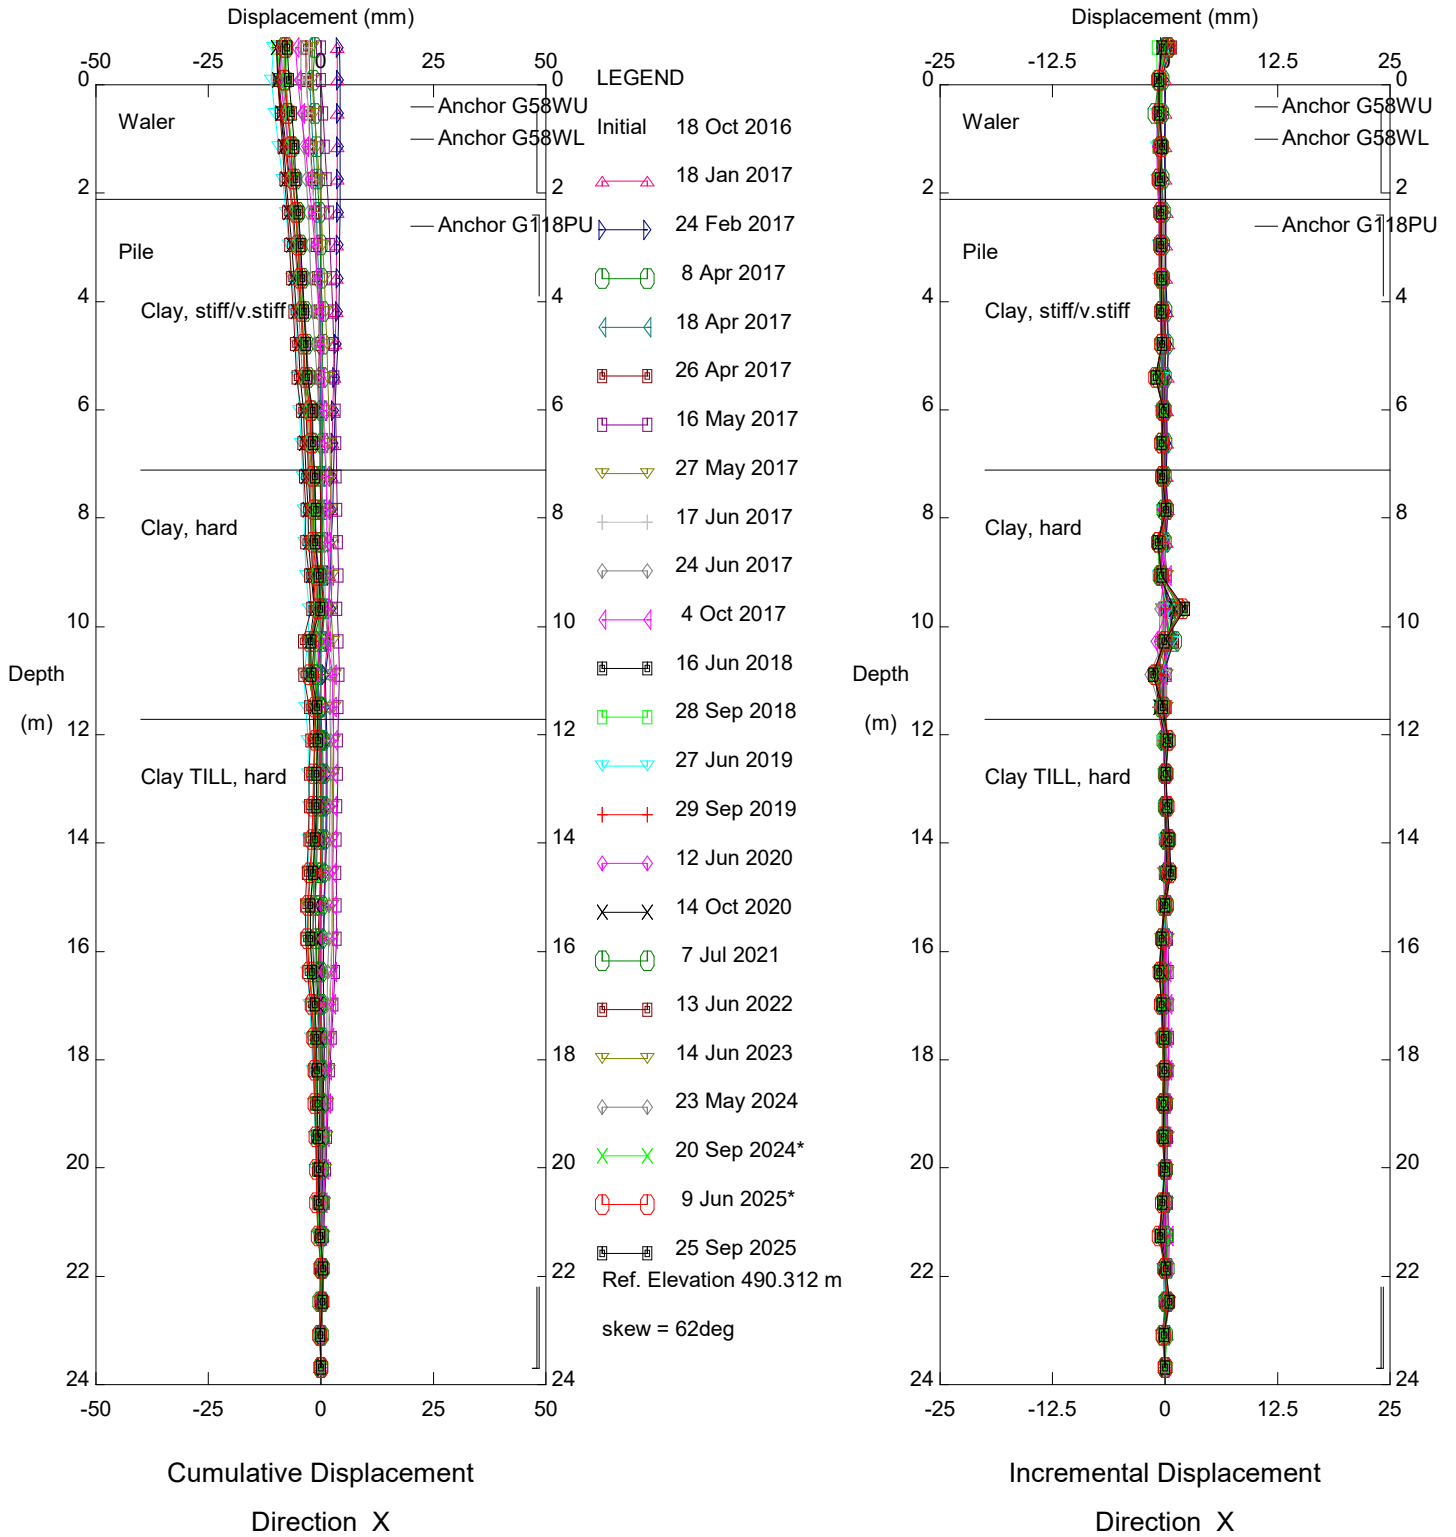 Displacement (mm)
-50 -25 0 25 50
0 0
Waler
Anchor G58WU
Anchor G58WL
2 2
Anchor G118PU
Pile
4 4
Clay, stiff/v.stiff
6 6
8 8
Clay, hard
10 10
Depth
(m)
12 12
Clay TILL, hard
14 14
16 16
18 18
20 20
22 22
24 24
-50 -25 0 25 50
Cumulative Displacement
Direction X
LEGEND
Initial 18 Oct 2016
18 Jan 2017
24 Feb 2017
8 Apr 2017
18 Apr 2017
26 Apr 2017
16 May 2017
27 May 2017
17 Jun 2017
24 Jun 2017
4 Oct 2017
16 Jun 2018
28 Sep 2018
27 Jun 2019
29 Sep 2019
12 Jun 2020
14 Oct 2020
7 Jul 2021
13 Jun 2022
14 Jun 2023
23 May 2024
20 Sep 2024*
9 Jun 2025*
25 Sep 2025
Ref. Elevation 490.312 m
skew = 62deg
Displacement (mm)
-25 -12.5 0 12.5 25
0 0
Waler
Anchor G58WU
Anchor G58WL
2 2
Anchor G118PU
Pile
4 4
Clay, stiff/v.stiff
6 6
8 8
Clay, hard
10 10
Depth
(m)
12 12
Clay TILL, hard
14 14
16 16
18 18
20 20
22 22
24 24
-25 -12.5 0 12.5 25
Incremental Displacement
Direction X